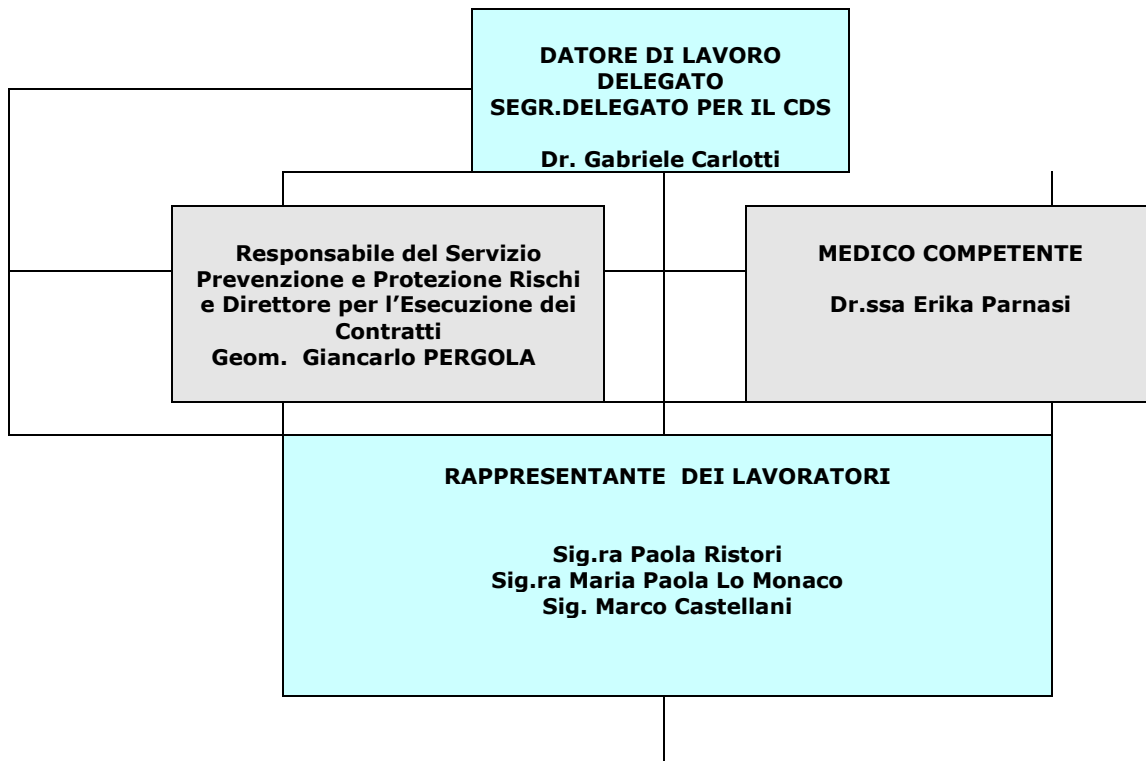 DATORE DI LAVORO
DELEGATO
SEGR.DELEGATO PER IL CDS
Dr. Gabriele Carlotti
Responsabile del Servizio
Prevenzione e Protezione Rischi
e Direttore per l’Esecuzione dei
Contratti
Geom. Giancarlo PERGOLA
MEDICO COMPETENTE
Dr.ssa Erika Parnasi
RAPPRESENTANTE DEI LAVORATORI
Sig.ra Paola Ristori
Sig.ra Maria Paola Lo Monaco
Sig. Marco Castellani